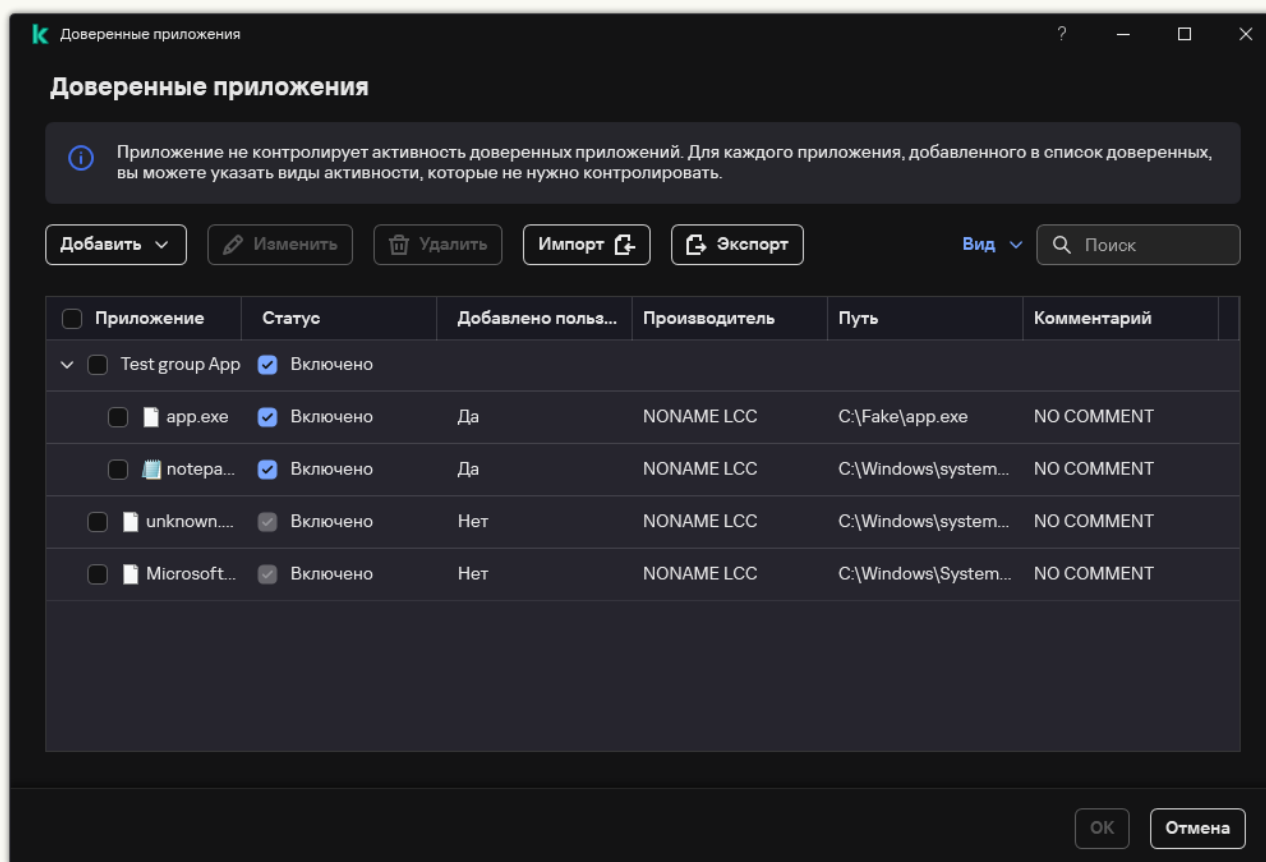 Доверенные приложения
?
Доверенные приложения
Приложение не контролирует активность доверенных приложений. Для каждого приложения, добавленного в список доверенных,
вы можете указать виды активности, которые не нужно контролировать.
Добавить Изменить Удалить Импорт Экспорт Вид Поиск
Приложение Статус Добавлено польз... Производитель Путь Комментарий
Test group App Включено
app.exe Включено Да NONAME LCC C:\Fake\app.exe NO COMMENT
notepa... Включено Да NONAME LCC C:\Windows\system... NO COMMENT
unknown.... Включено Нет NONAME LCC C:\Windows\system... NO COMMENT
Microsoft... Включено Нет NONAME LCC C:\Windows\System... NO COMMENT
ОК Отмена